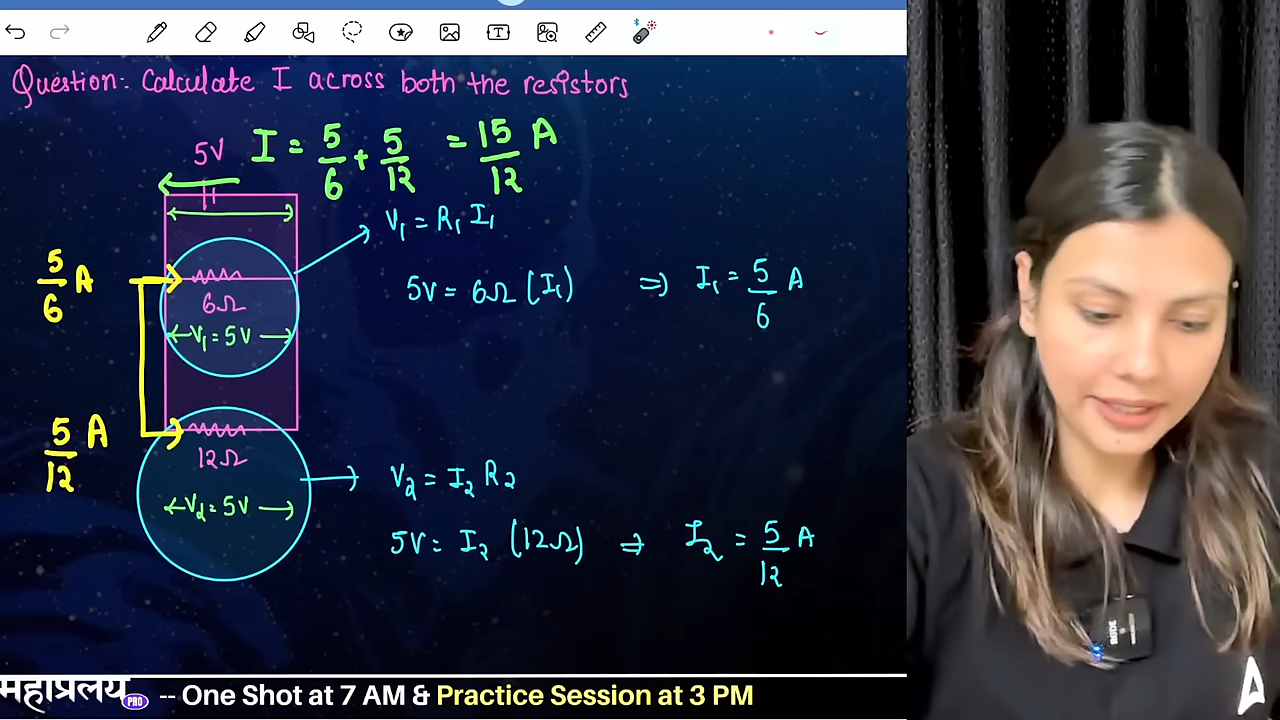 Question: Calculate I across both the resistors
I = 5/6 + 5/12 = 15/12 A
5V
V₁ = R₁ I₁
5/6 A
5V = 6Ω (I₁) ⇒ I₁ = 5/6 A
6Ω
V₁ = 5V
5/12 A
12Ω
V₂ = I₂ R₂
V₂ = 5V
5V = I₂ (12Ω) ⇒ I₂ = 5/12 A
RODE
महाप्रलय PRO -- One Shot at 7 AM & Practice Session at 3 PM